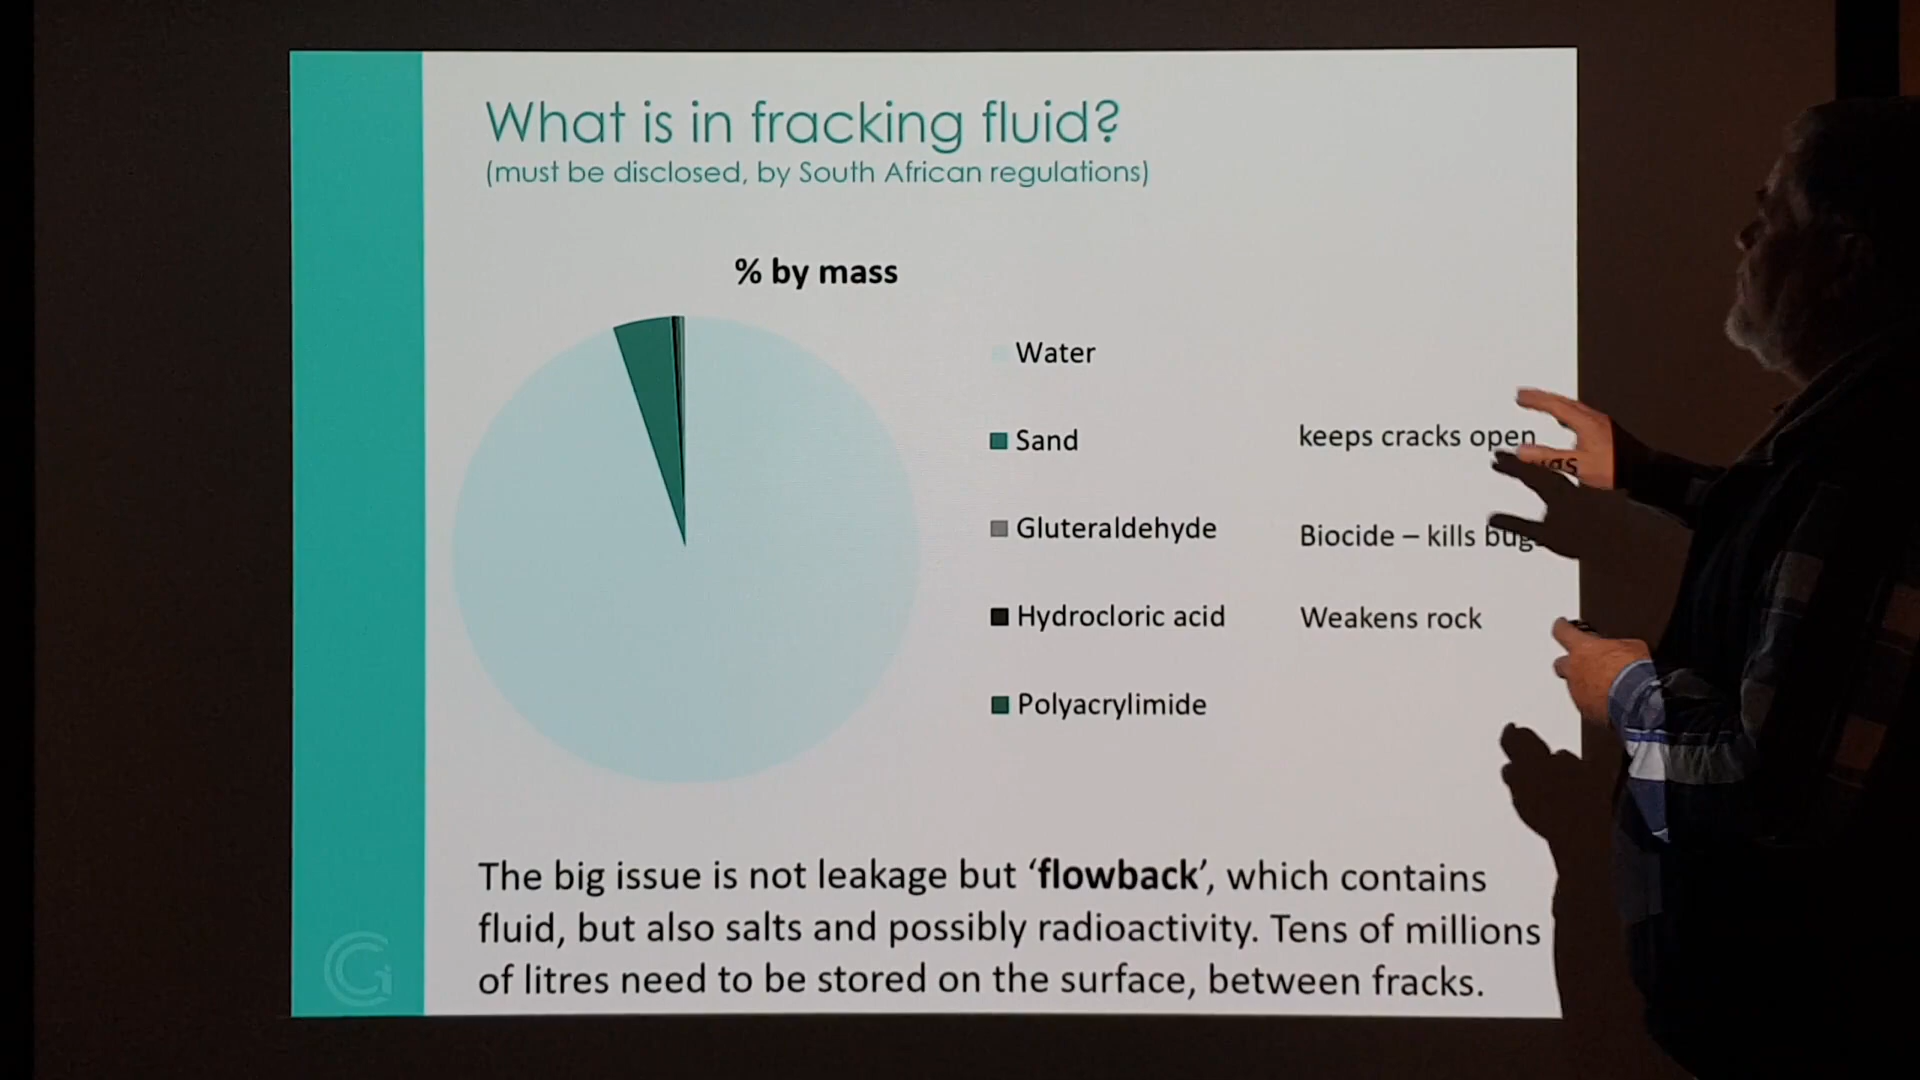 What is in fracking fluid?
(must be disclosed, by South African regulations)
% by mass
Water
Sand
keeps cracks open
Gluteraldehyde
Biocide – kills
Hydrocloric acid
Weakens rock
Polyacrylimide
The big issue is not leakage but ‘flowback’, which contains
fluid, but also salts and possibly radioactivity. Tens of millions
of litres need to be stored on the surface, between fracks.